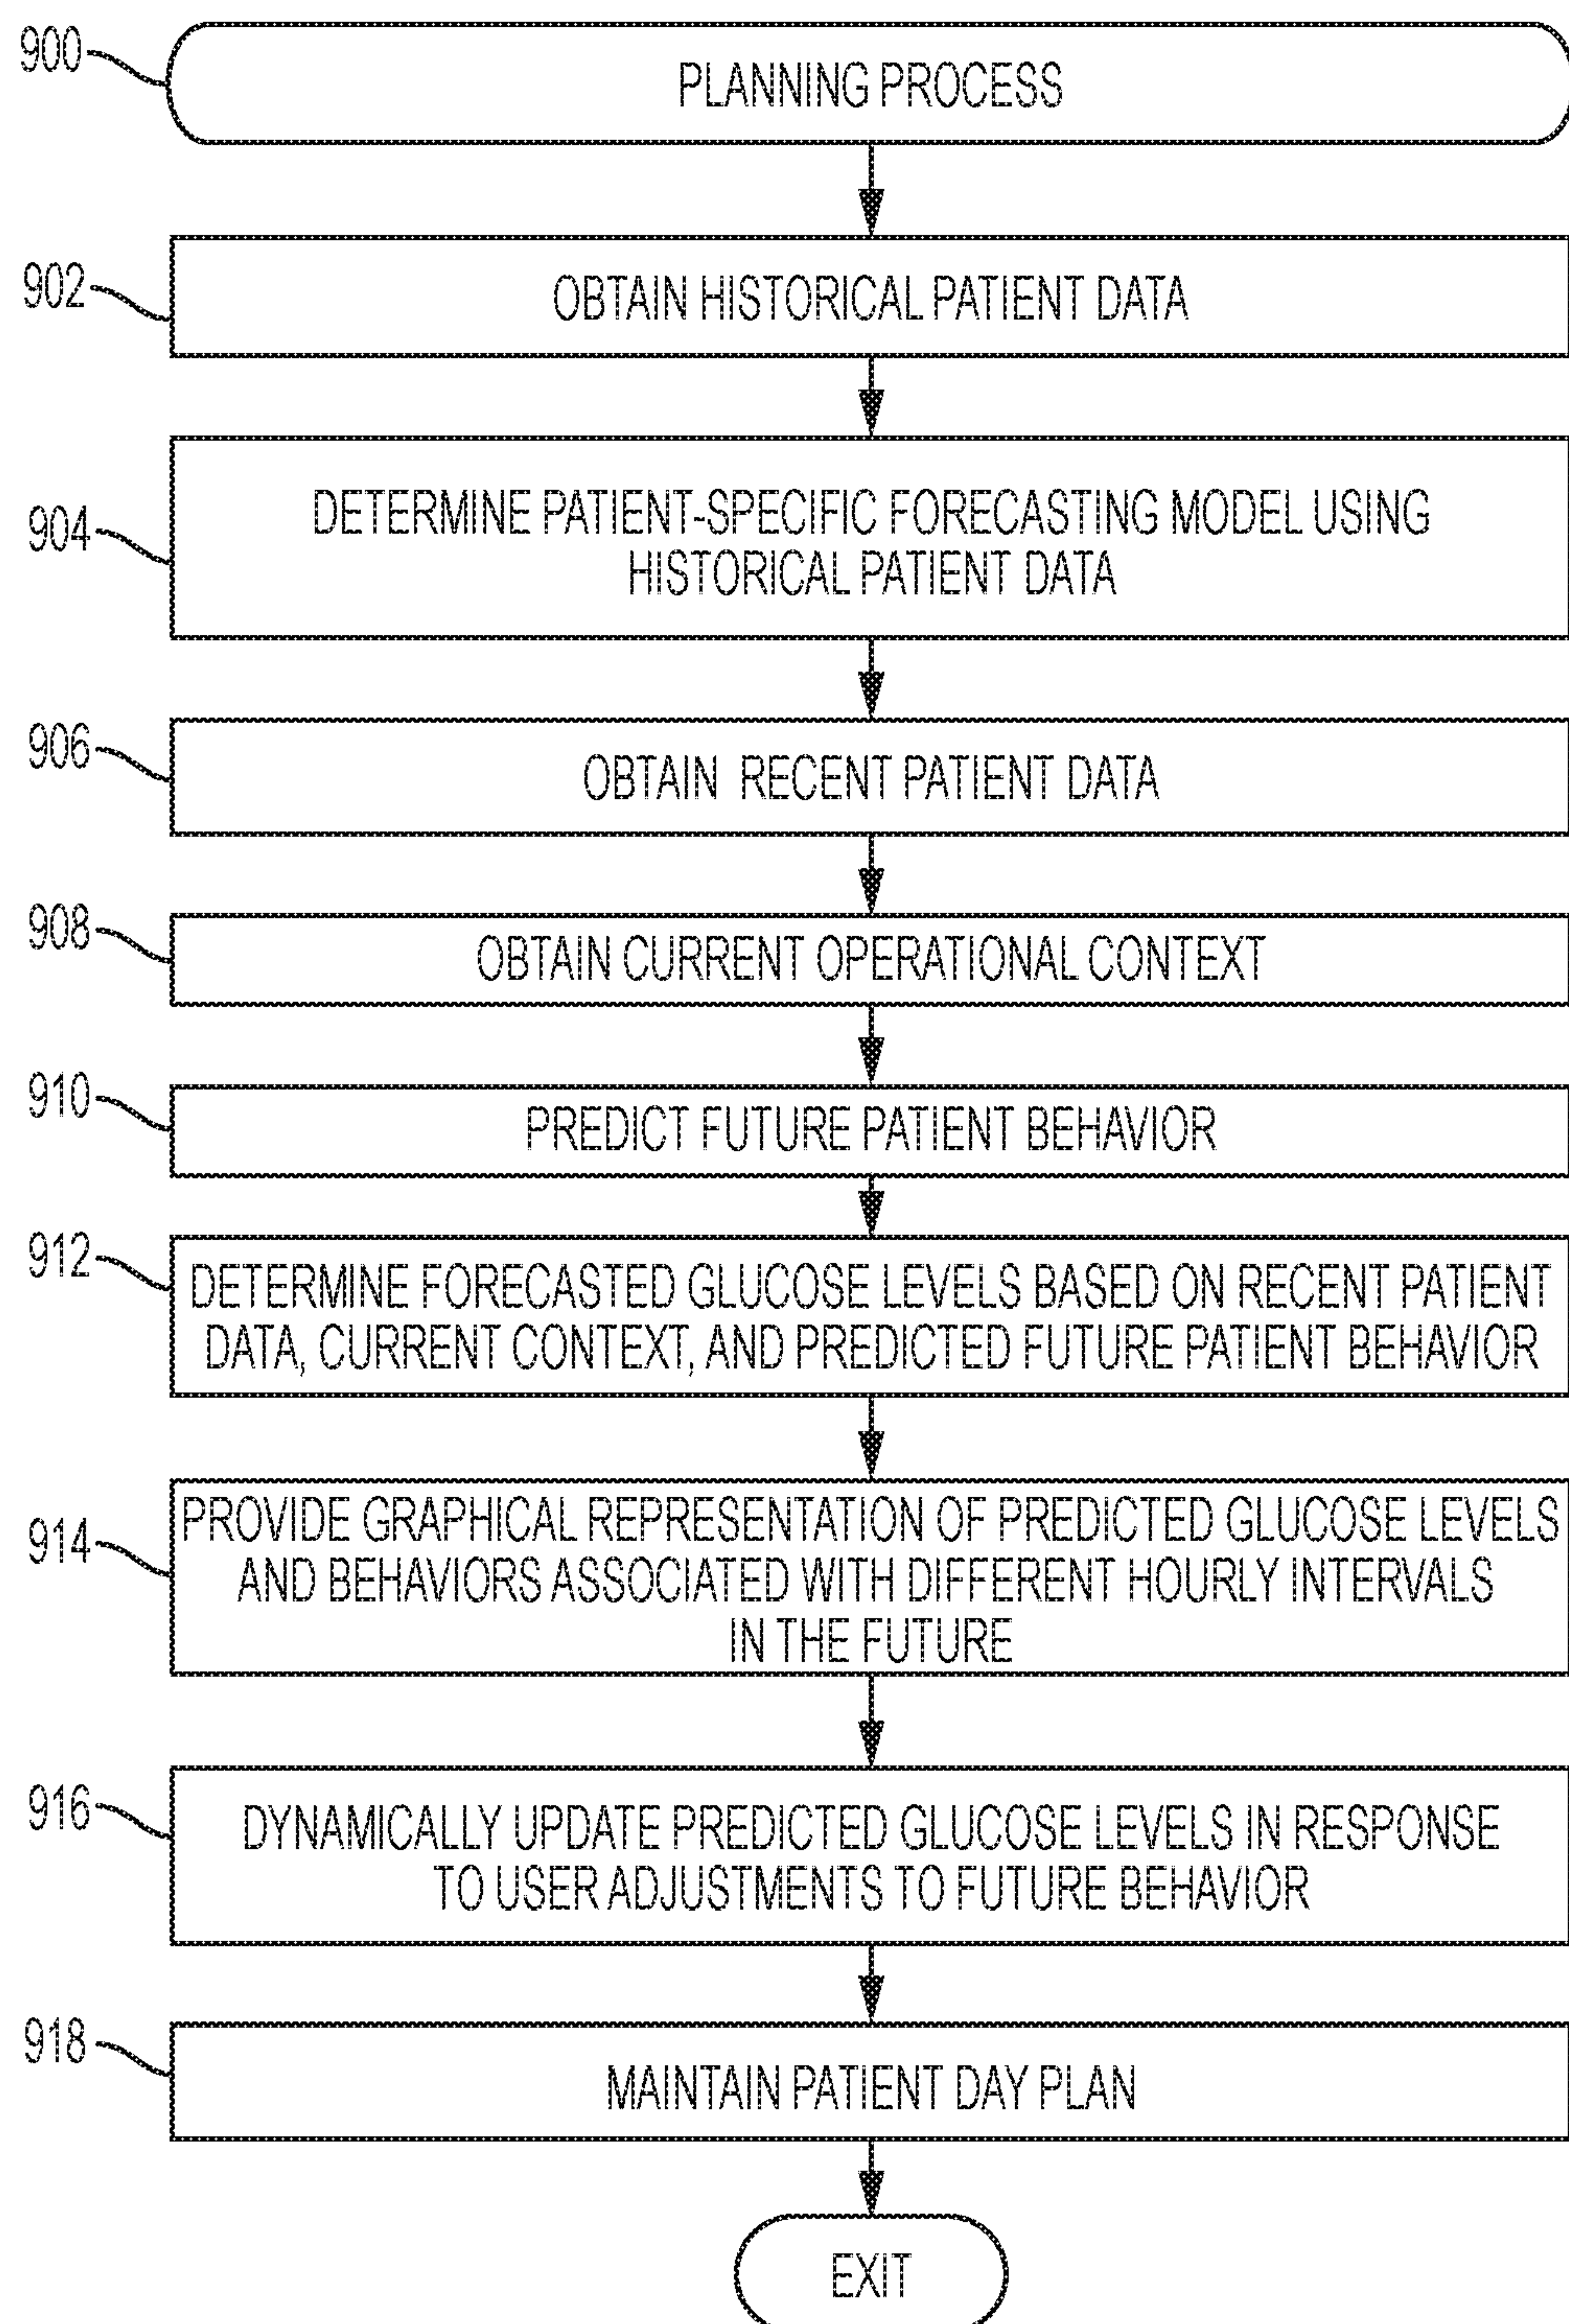 900
PLANNING PROCESS
902
OBTAIN HISTORICAL PATIENT DATA
904
DETERMINE PATIENT-SPECIFIC FORECASTING MODEL USING
HISTORICAL PATIENT DATA
906
OBTAIN RECENT PATIENT DATA
908
OBTAIN CURRENT OPERATIONAL CONTEXT
910
PREDICT FUTURE PATIENT BEHAVIOR
912
DETERMINE FORECASTED GLUCOSE LEVELS BASED ON RECENT PATIENT
DATA, CURRENT CONTEXT, AND PREDICTED FUTURE PATIENT BEHAVIOR
914
PROVIDE GRAPHICAL REPRESENTATION OF PREDICTED GLUCOSE LEVELS
AND BEHAVIORS ASSOCIATED WITH DIFFERENT HOURLY INTERVALS
IN THE FUTURE
916
DYNAMICALLY UPDATE PREDICTED GLUCOSE LEVELS IN RESPONSE
TO USER ADJUSTMENTS TO FUTURE BEHAVIOR
918
MAINTAIN PATIENT DAY PLAN
EXIT